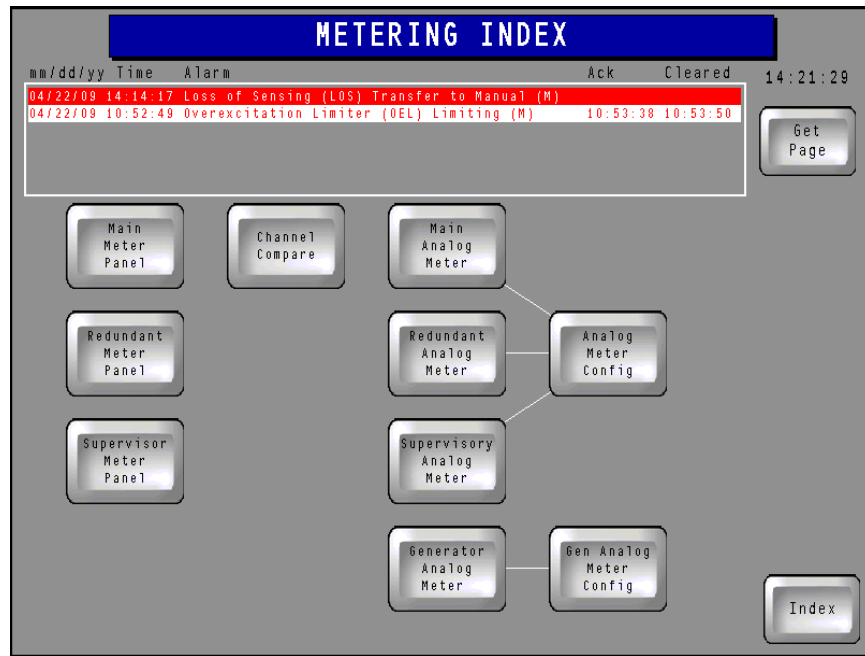 METERING INDEX
mm/dd/yy Time Alarm Ack Cleared
14:21:29
04/22/09 14:14:17 Loss of Sensing (LOS) Transfer to Manual (M)
04/22/09 10:52:49 Overexcitation Limiter (OEL) Limiting (M) 10:53:38 10:53:50
Get
Page
Main
Meter
Panel
Channel
Compare
Main
Analog
Meter
Redundant
Meter
Panel
Redundant
Analog
Meter
Analog
Meter
Config
Supervisor
Meter
Panel
Supervisory
Analog
Meter
Generator
Analog
Meter
Gen Analog
Meter
Config
Index